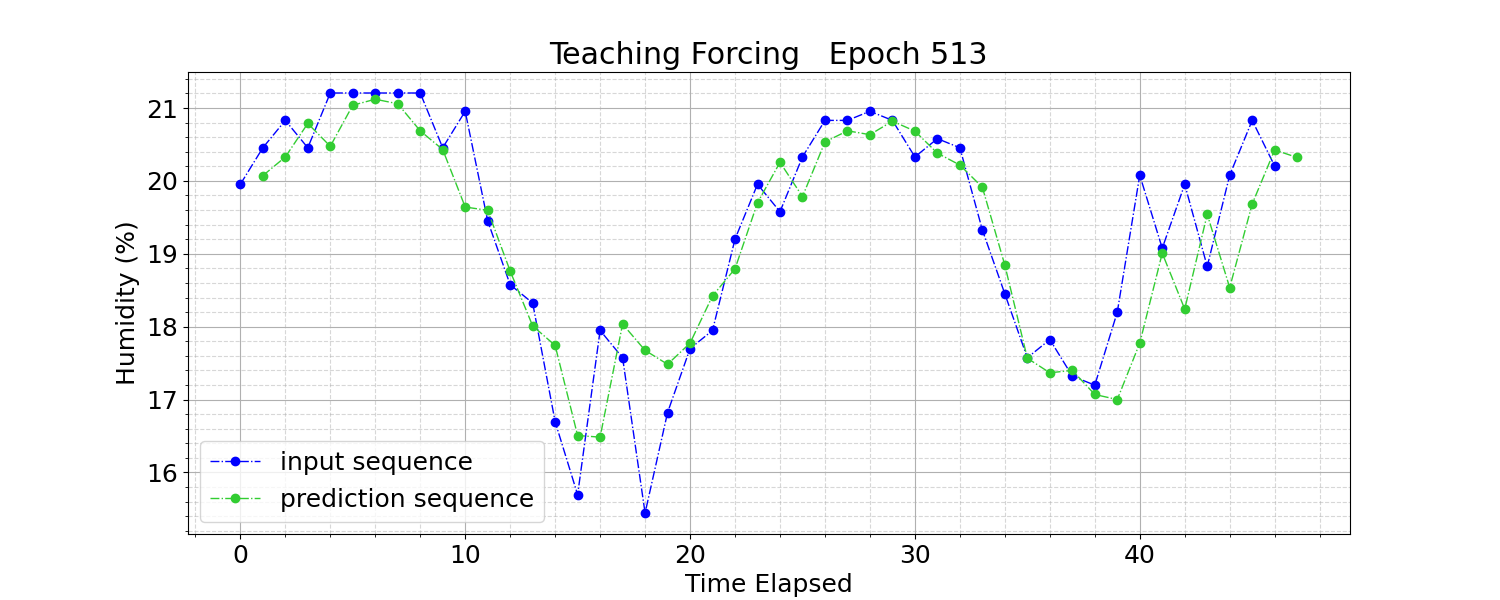 Teaching Forcing   Epoch 513
Humidity (%)
21
20
19
18
17
16
input sequence
prediction sequence
0 10 20 30 40
Time Elapsed